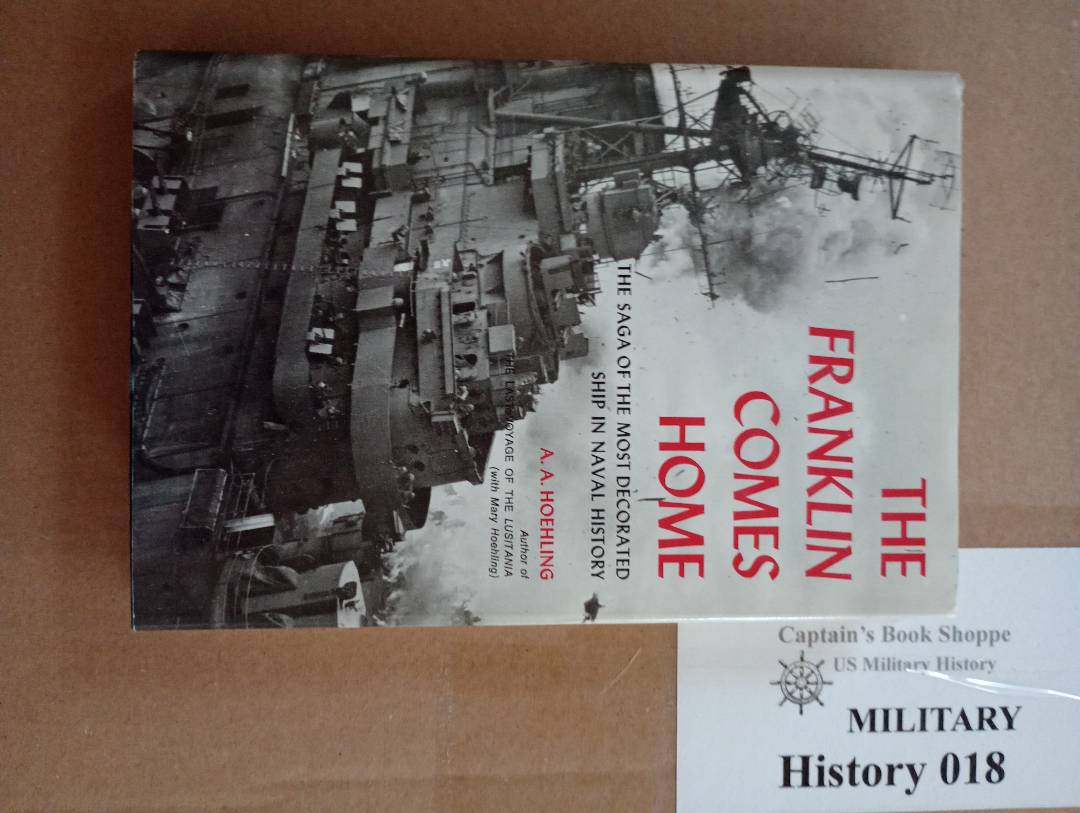 THE
FRANKLIN
COMES
HOME
THE SAGA OF THE MOST DECORATED
SHIP IN NAVAL HISTORY
A. A. HOEHLING
Author of
THE LAST VOYAGE OF THE LUSITANIA
(with Mary Hoehling)
Captain's Book Shoppe
US Military History
MILITARY
History 018